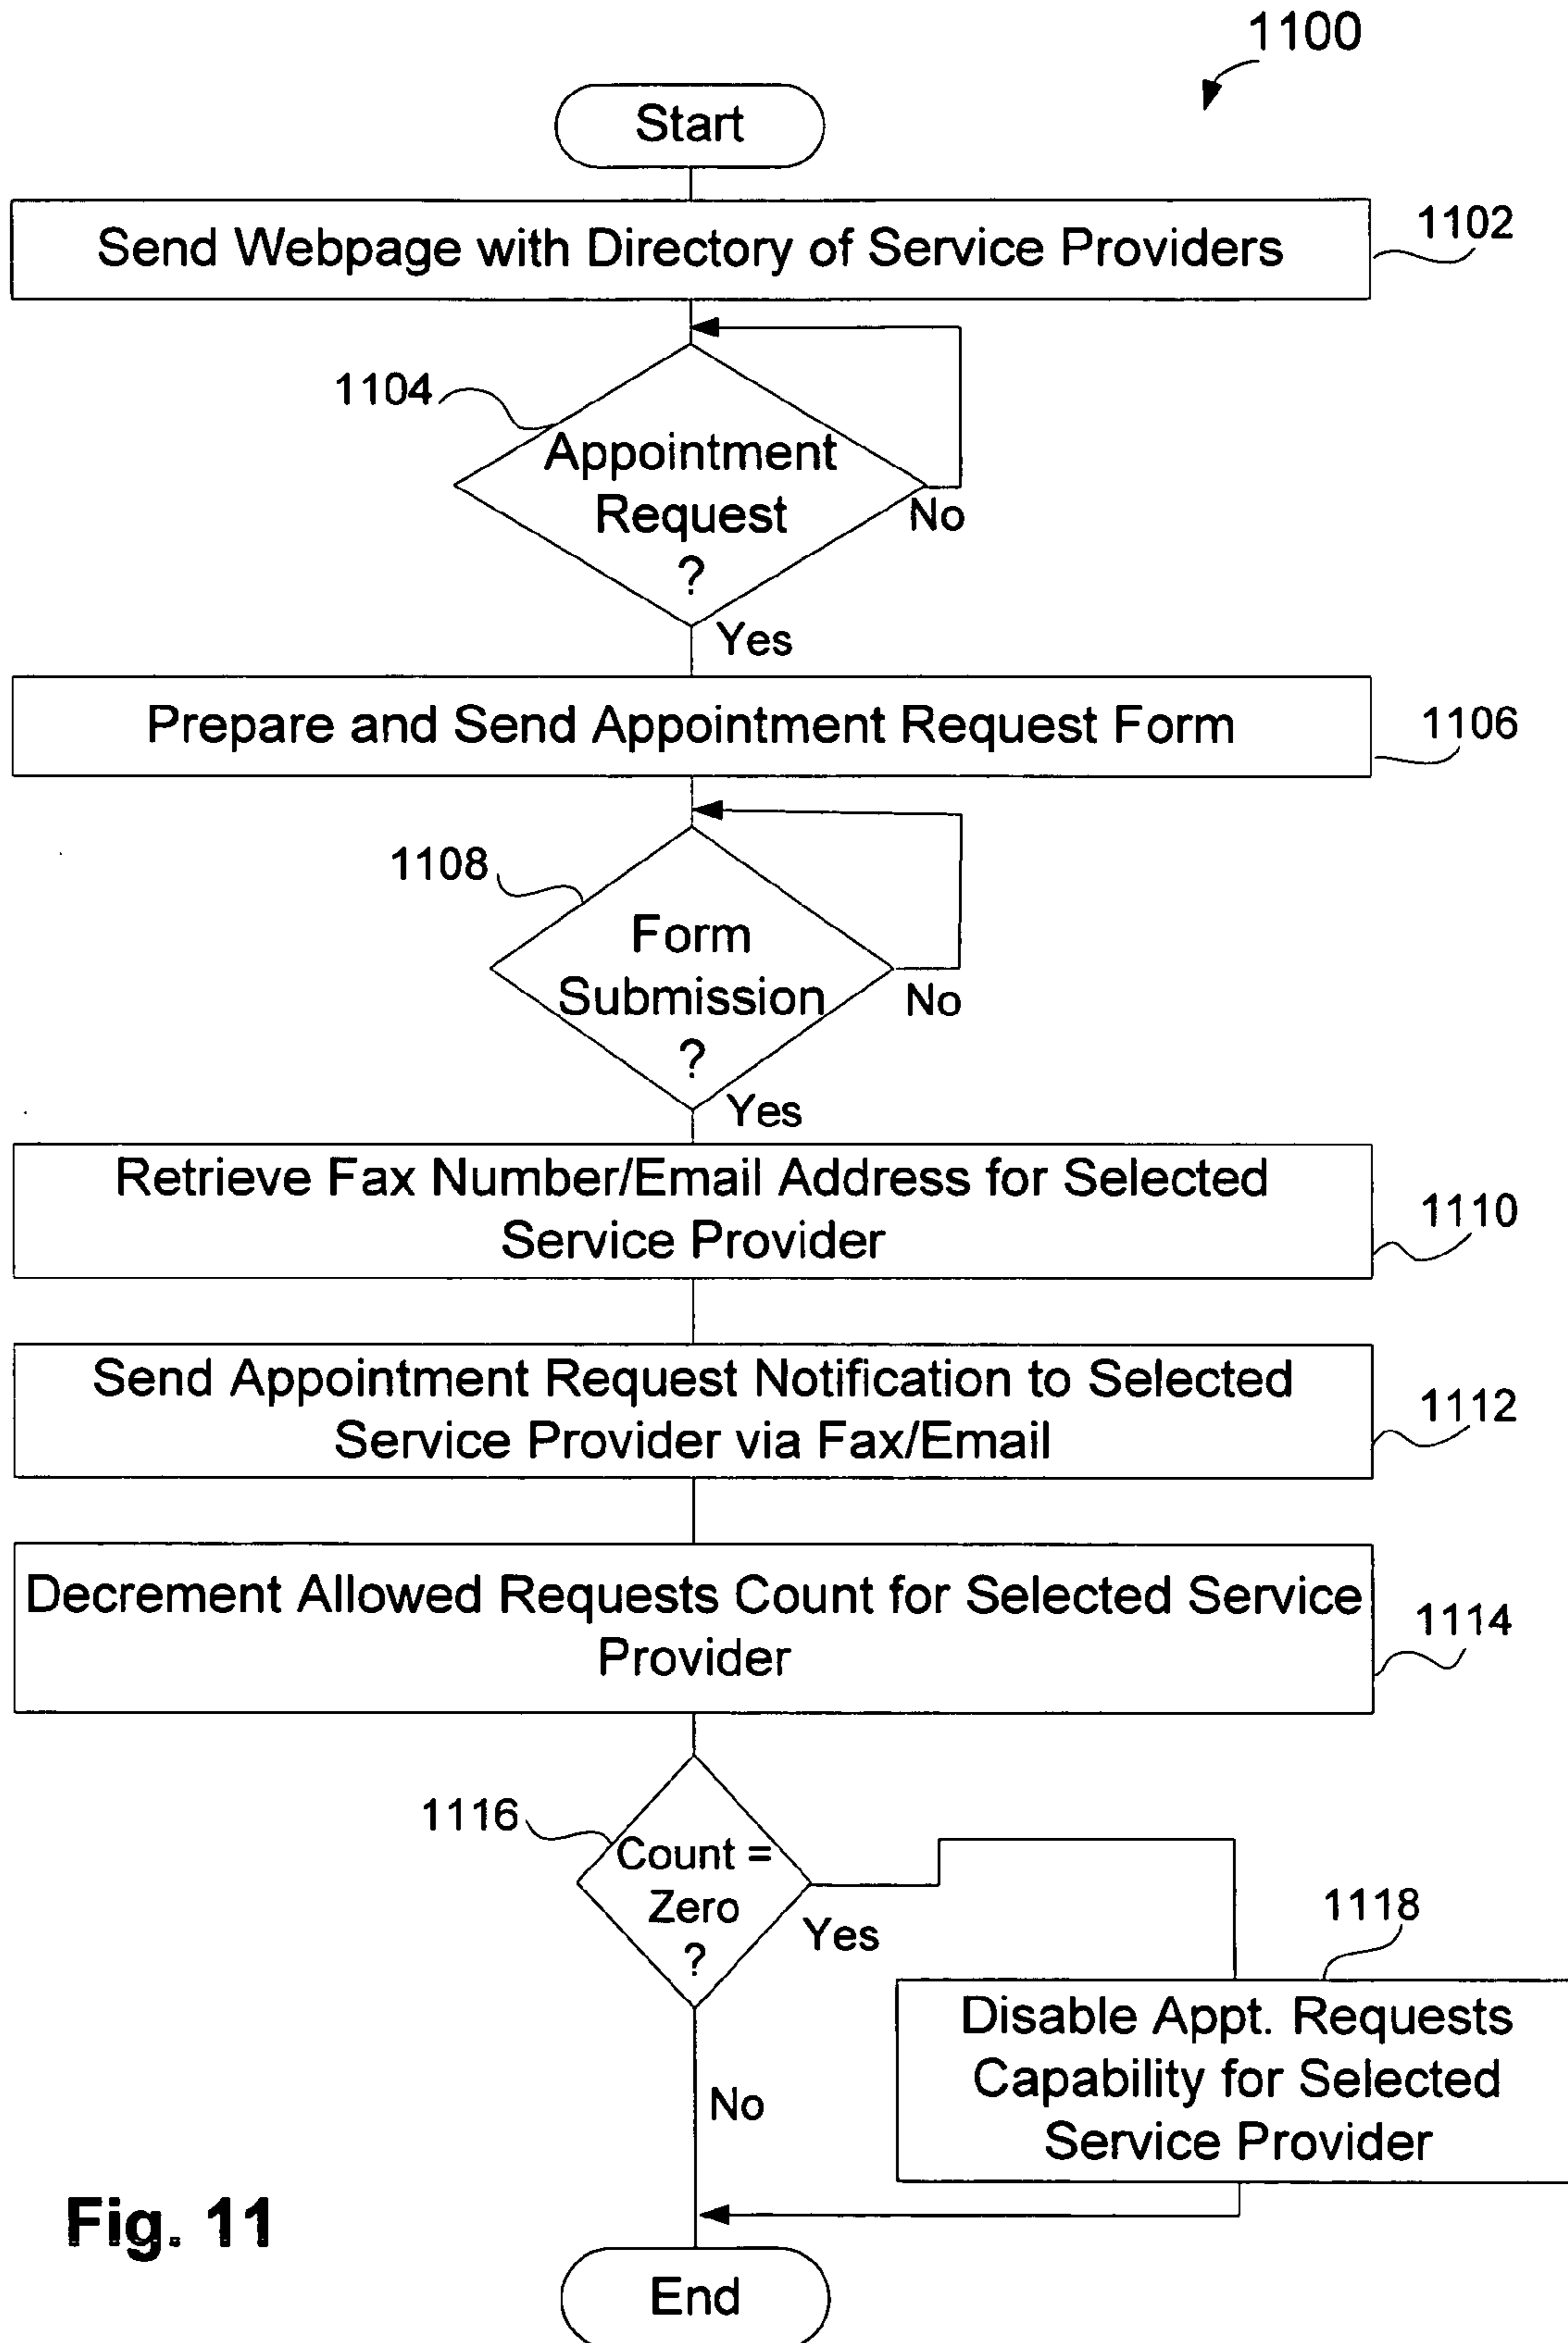 1100
Start
Send Webpage with Directory of Service Providers
1102
1104
Appointment
Request
?
No
Yes
Prepare and Send Appointment Request Form
1106
1108
Form
Submission
?
No
Yes
Retrieve Fax Number/Email Address for Selected
Service Provider
1110
Send Appointment Request Notification to Selected
Service Provider via Fax/Email
1112
Decrement Allowed Requests Count for Selected Service
Provider
1114
1116
Count =
Zero
?
Yes
No
1118
Disable Appt. Requests
Capability for Selected
Service Provider
Fig. 11
End